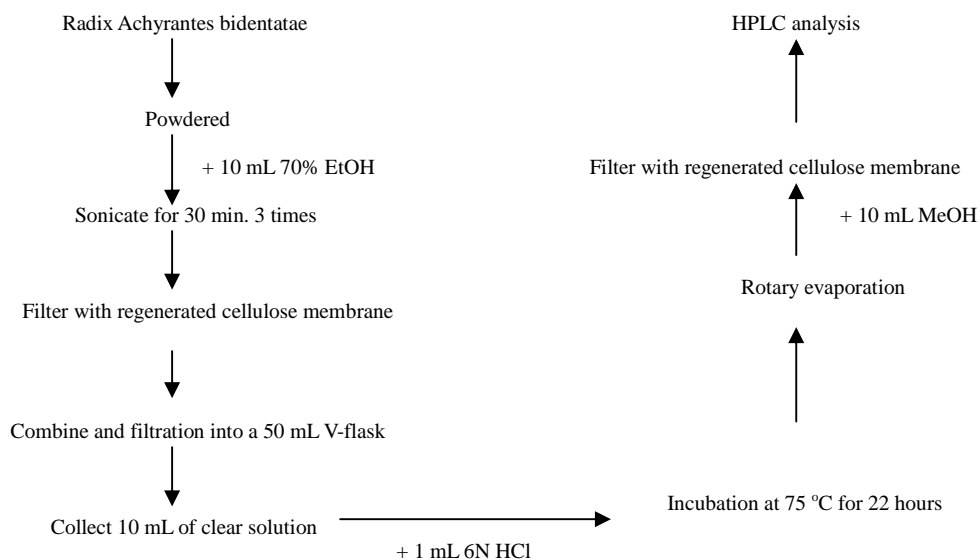 Radix Achyrantes bidentatae
Powdered
+ 10 mL 70% EtOH
Sonicate for 30 min. 3 times
Filter with regenerated cellulose membrane
Combine and filtration into a 50 mL V-flask
Collect 10 mL of clear solution
+ 1 mL 6N HCl
Incubation at 75 °C for 22 hours
Rotary evaporation
+ 10 mL MeOH
Filter with regenerated cellulose membrane
HPLC analysis